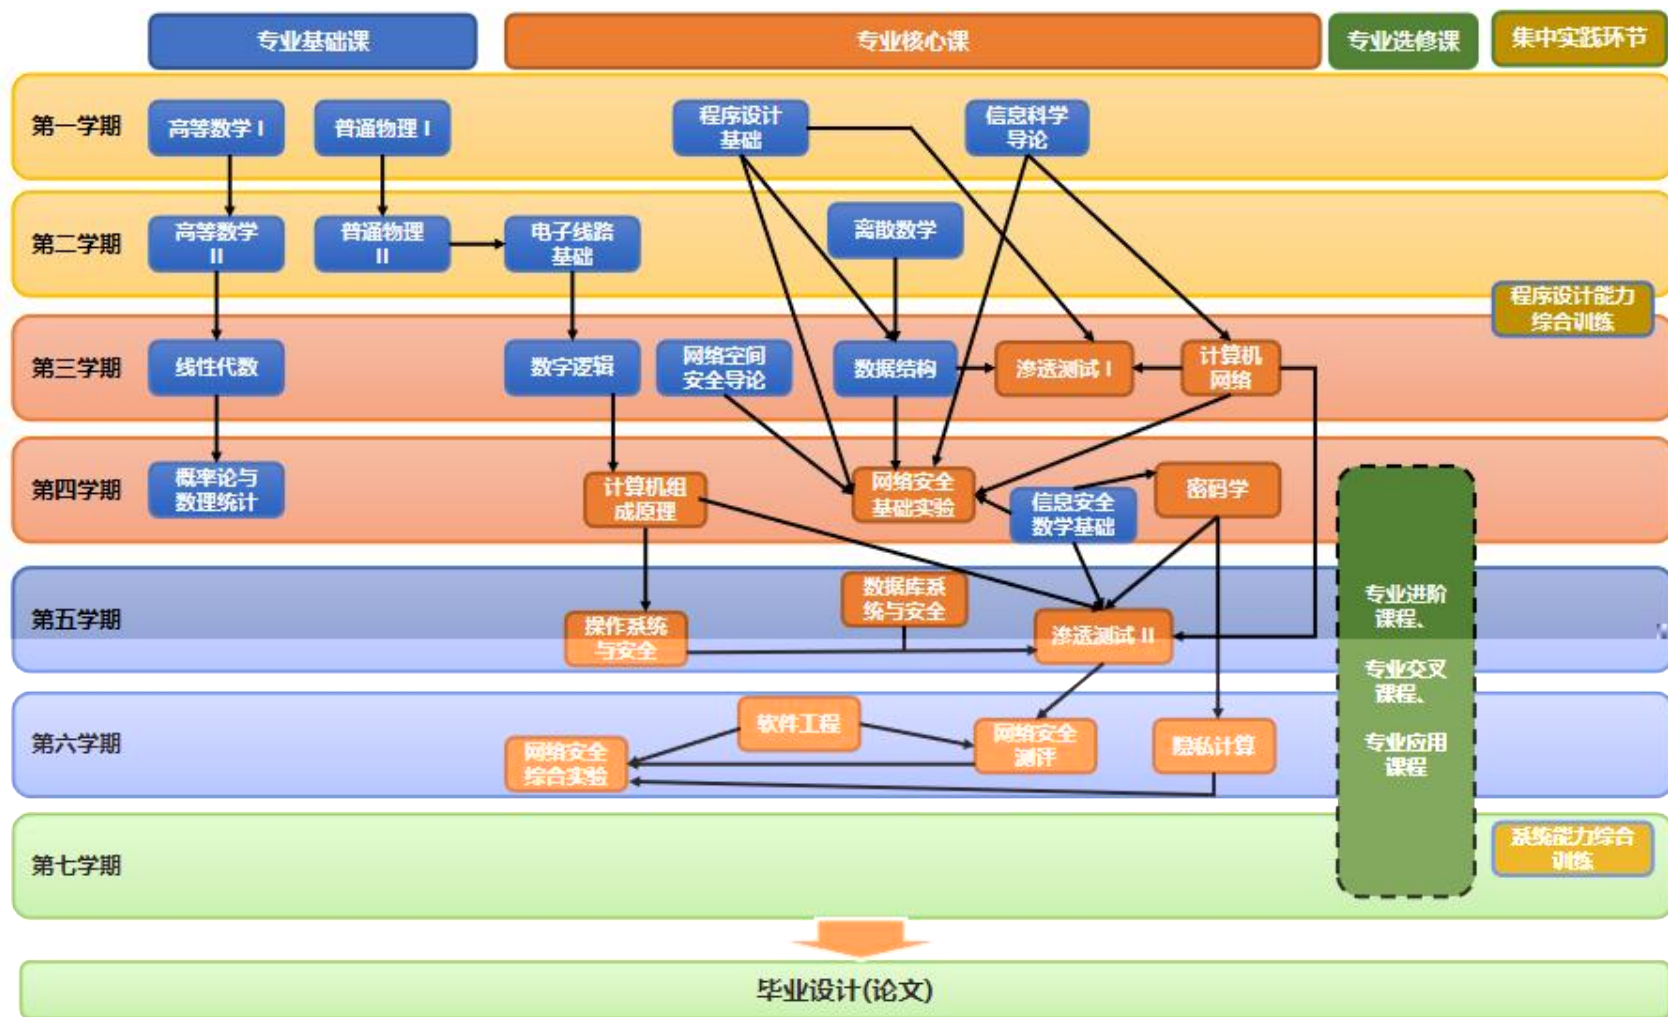 专业基础课
专业核心课
专业选修课
集中实践环节
第一学期
高等数学 I
普通物理 I
程序设计
基础
信息科学
导论
第二学期
高等数学
II
普通物理
II
电子线路
基础
离散数学
程序设计能力
综合训练
第三学期
线性代数
数字逻辑
网络空间
安全导论
数据结构
渗透测试 I
计算机
网络
第四学期
概率论与
数理统计
计算机组
成原理
网络安全
基础实验
信息安全
数学基础
密码学
第五学期
操作系统
与安全
数据库系
统与安全
渗透测试 II
专业进阶
课程、
专业交叉
课程、
专业应用
课程
第六学期
网络安全
综合实验
软件工程
网络安全
测评
隐私计算
第七学期
系统能力综合
训练
毕业设计(论文)